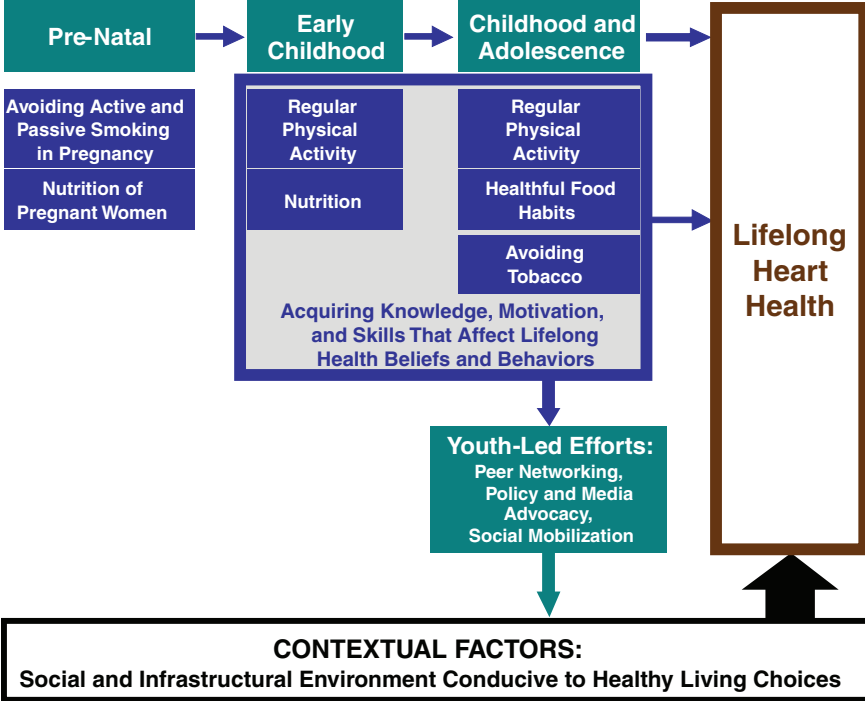 Pre-Natal
Early
Childhood
Childhood and
Adolescence
Avoiding Active and
Passive Smoking
in Pregnancy
Nutrition of
Pregnant Women
Regular
Physical
Activity
Nutrition
Regular
Physical
Activity
Healthful Food
Habits
Avoiding
Tobacco
Acquiring Knowledge, Motivation,
and Skills That Affect Lifelong
Health Beliefs and Behaviors
Lifelong
Heart
Health
Youth-Led Efforts:
Peer Networking,
Policy and Media
Advocacy,
Social Mobilization
CONTEXTUAL FACTORS:
Social and Infrastructural Environment Conducive to Healthy Living Choices